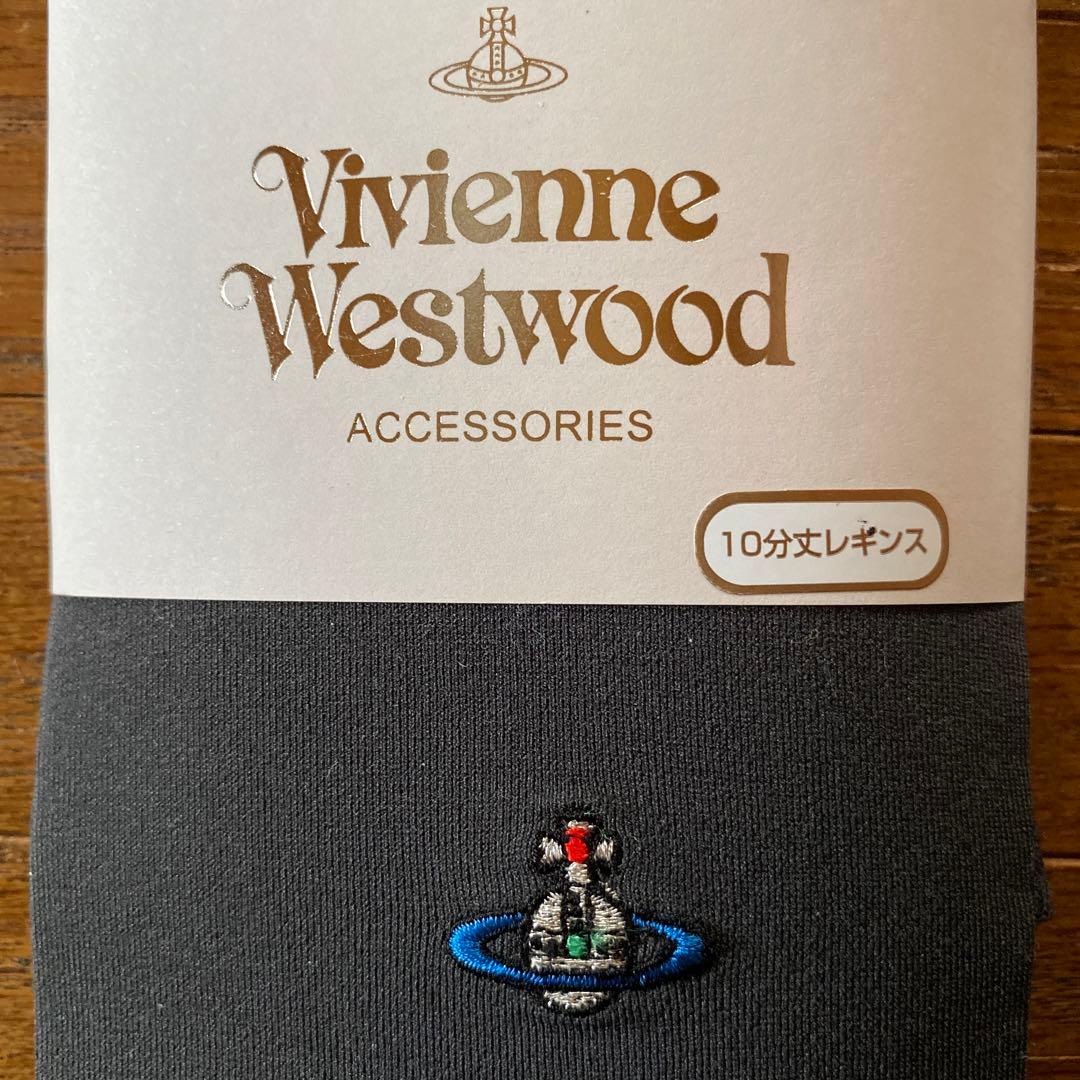 Vivienne
Westwood
ACCESSORIES
10分丈レギンス